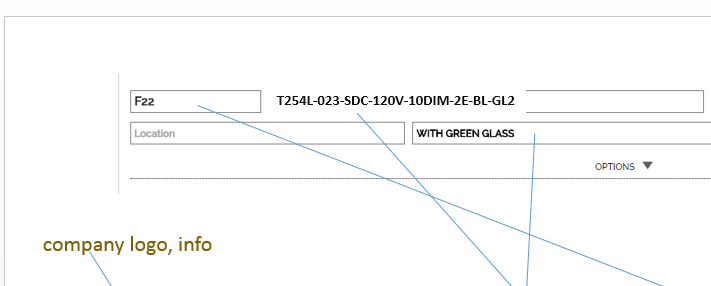 F22
T254L-023-SDC-120V-10DIM-2E-BL-GL2
Location
WITH GREEN GLASS
OPTIONS
company logo, info